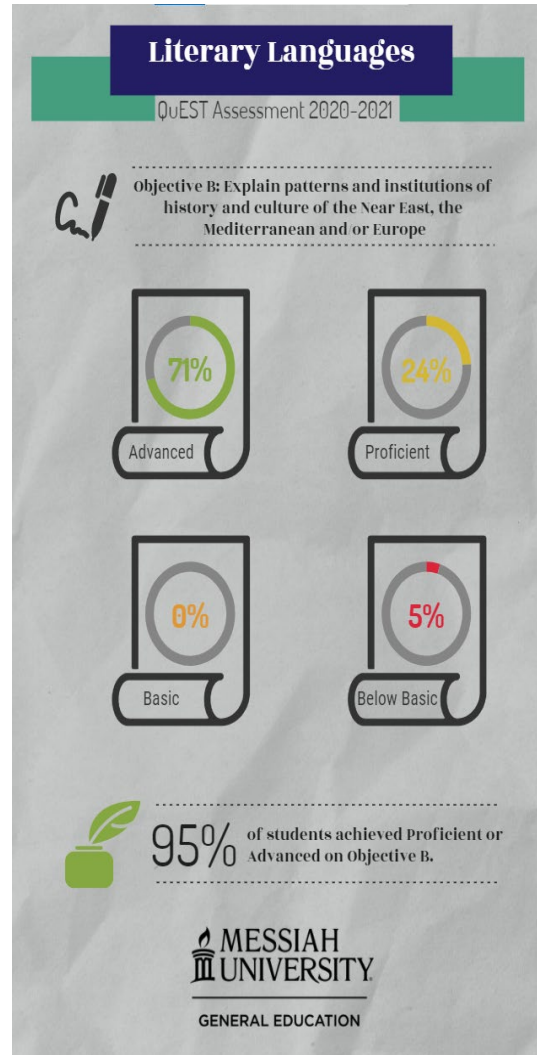 Literary Languages
QuEST Assessment 2020-2021
Objective B: Explain patterns and institutions of
history and culture of the Near East, the
Mediterranean and/or Europe
71%
Advanced
24%
Proficient
0%
Basic
5%
Below Basic
95% of students achieved Proficient or
Advanced on Objective B.
MESSIAH
UNIVERSITY
GENERAL EDUCATION